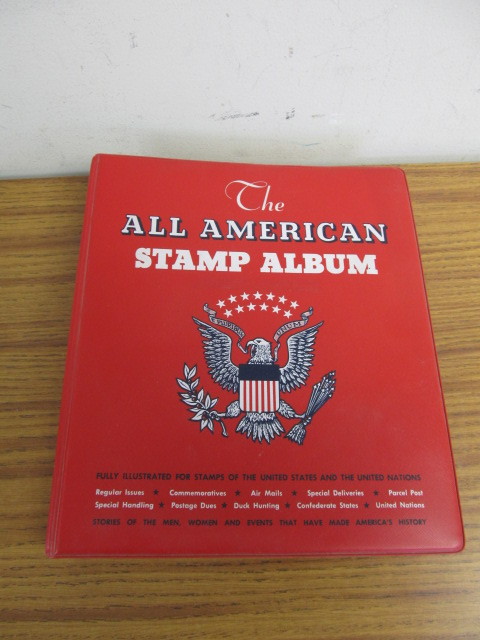 The
ALL AMERICAN
STAMP ALBUM
E PLURIBUS UNUM
FULLY ILLUSTRATED FOR STAMPS OF THE UNITED STATES AND THE UNITED NATIONS
Regular Issues ★ Commemoratives ★ Air Mails ★ Special Deliveries ★ Parcel Post
Special Handling ★ Postage Dues ★ Duck Hunting ★ Confederate States ★ United Nations
STORIES OF THE MEN, WOMEN AND EVENTS THAT HAVE MADE AMERICA'S HISTORY